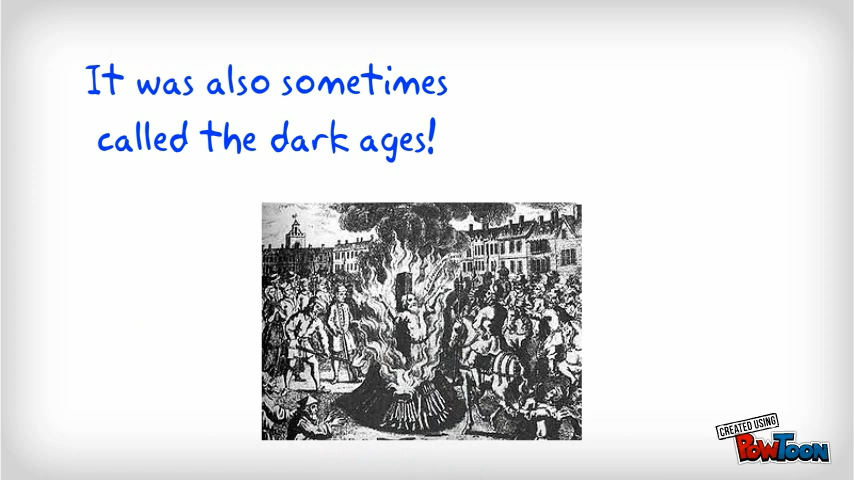 It was also sometimes
called the dark ages!
CREATED USING
POWTOON